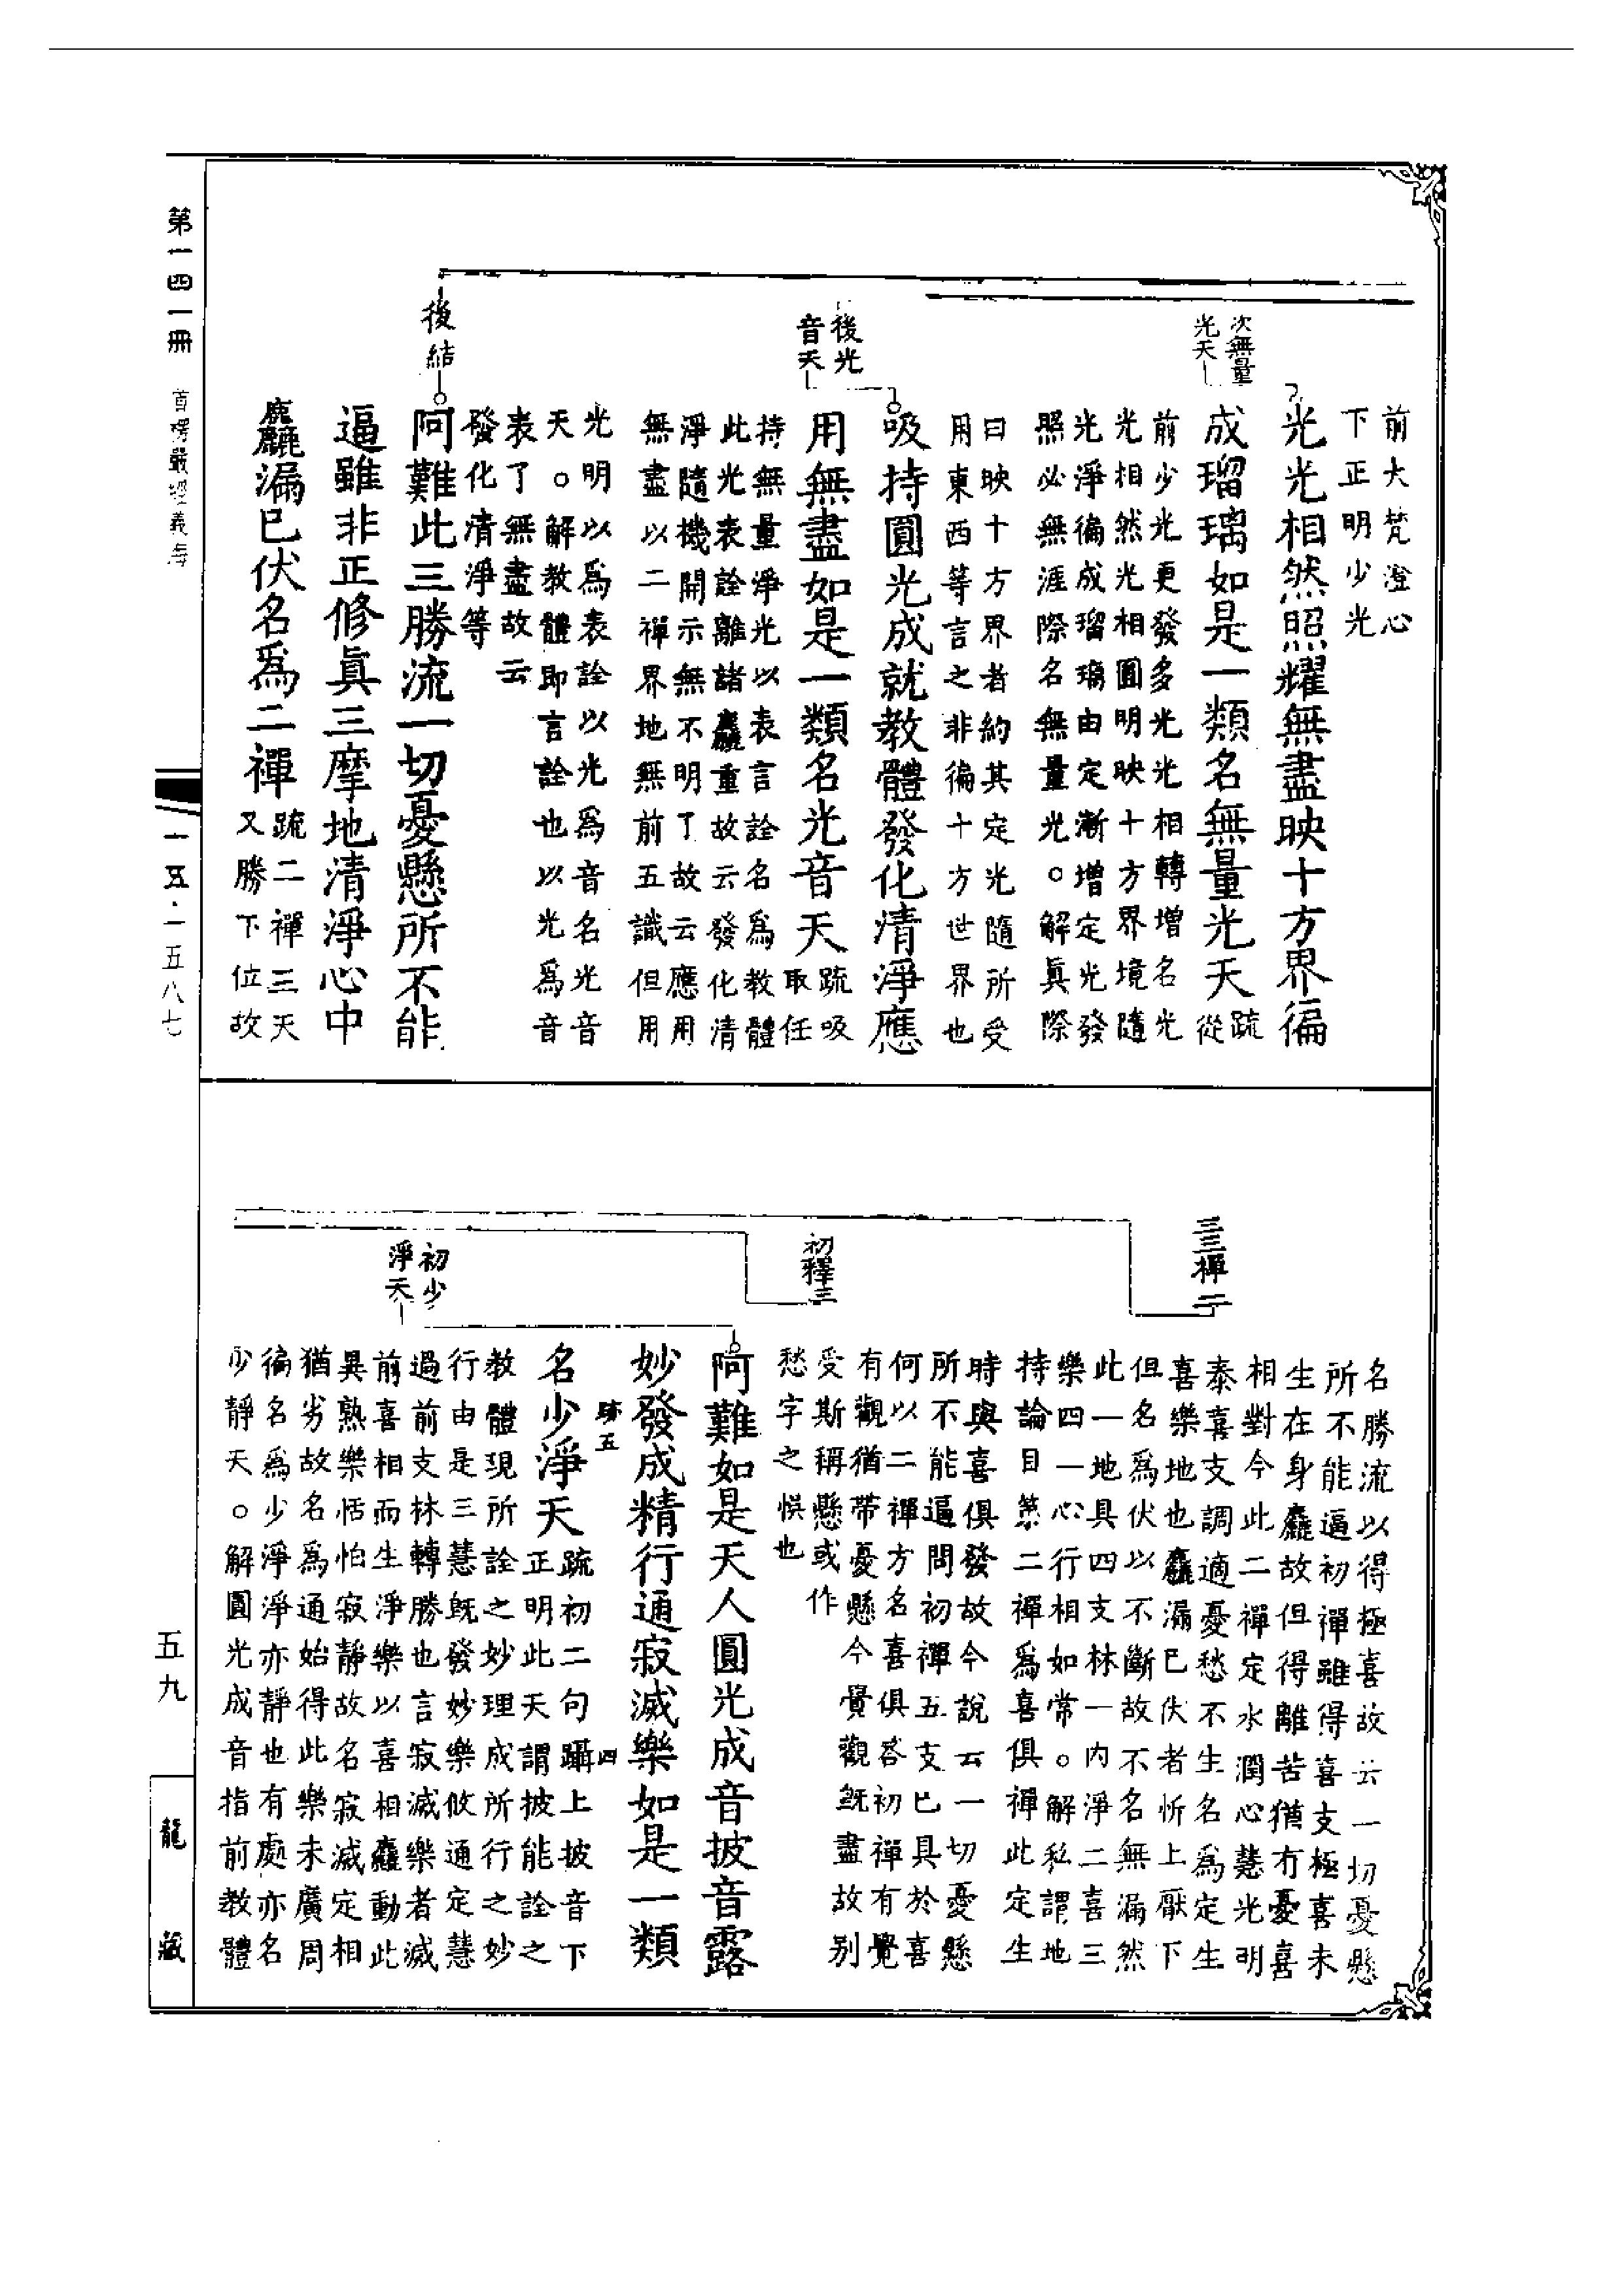 前大梵澄心
下正明少光
次無量
光天
光光相然照耀無盡映十方界徧
成瑠璃如是一類名無量光天
疏
從
前少光更發多光光相轉增名光
光相然光相圓明映十方界境隨
光淨徧成瑠璃由定漸增定光發
照必無涯際名無量光。解眞際
曰映十方界者約其定光隨所受
用東西等言之非徧十方世界也
後光
音天
吸持圓光成就教體發化清淨應
用無盡如是一類名光音天
疏吸
取任
持無量淨光以表言詮名爲教體
此光表詮離諸麤重故云發化清
淨隨機開示無不明了故云應用
無盡以二禪界地無前五識但用
光明以爲表詮以光爲音名光音
天。解教體即言詮也以光爲音
表了無盡故云
發化清淨等
後結
阿難此三勝流一切憂懸所不能
逼雖非正修眞三摩地清淨心中
麤漏已伏名爲二禪
疏二禪三天
又勝下位故
第一四一冊
首楞嚴經義海
一五·一五八七
五九
龍藏
三三禪二
名勝流以得極喜故云一切憂懸
所不能逼初禪雖得喜支極喜未
生在身麤故但得離苦猶有憂喜
相對今此二禪定水潤心慧光明
泰喜支調適憂愁不生名爲定生
喜樂地也麤漏已伏者忻上厭下
但名爲伏以不斷故不名無漏然
此一地具四支林一內淨二喜三
樂四一心行相如常。解私謂地
持論目第二禪爲喜俱禪此定生
時與喜俱發故今說云一切憂懸
所不能逼問初禪五支已具於喜
何以二禪方名喜俱答初禪有覺
有觀猶帶憂懸今覺觀旣盡故別
受斯稱懸或作
愁字之悞也
初釋三
初少
淨天
阿難如是天人圓光成音披音露
妙發成精行通寂滅樂如是一類
名少淨天
疏初二句躡上披音下
正明此天謂披能詮之
教體現所詮之妙理成所行之妙
行由是三慧旣發妙樂攸通定慧
過前支林轉勝也言寂滅樂者滅
前喜相而生淨樂以喜相麤動此
異熟樂恬怕寂靜故名寂滅定相
猶劣故名爲通始得此樂未廣周
徧名爲少淨淨亦靜也有處亦名
少靜天。解圓光成音指前教體